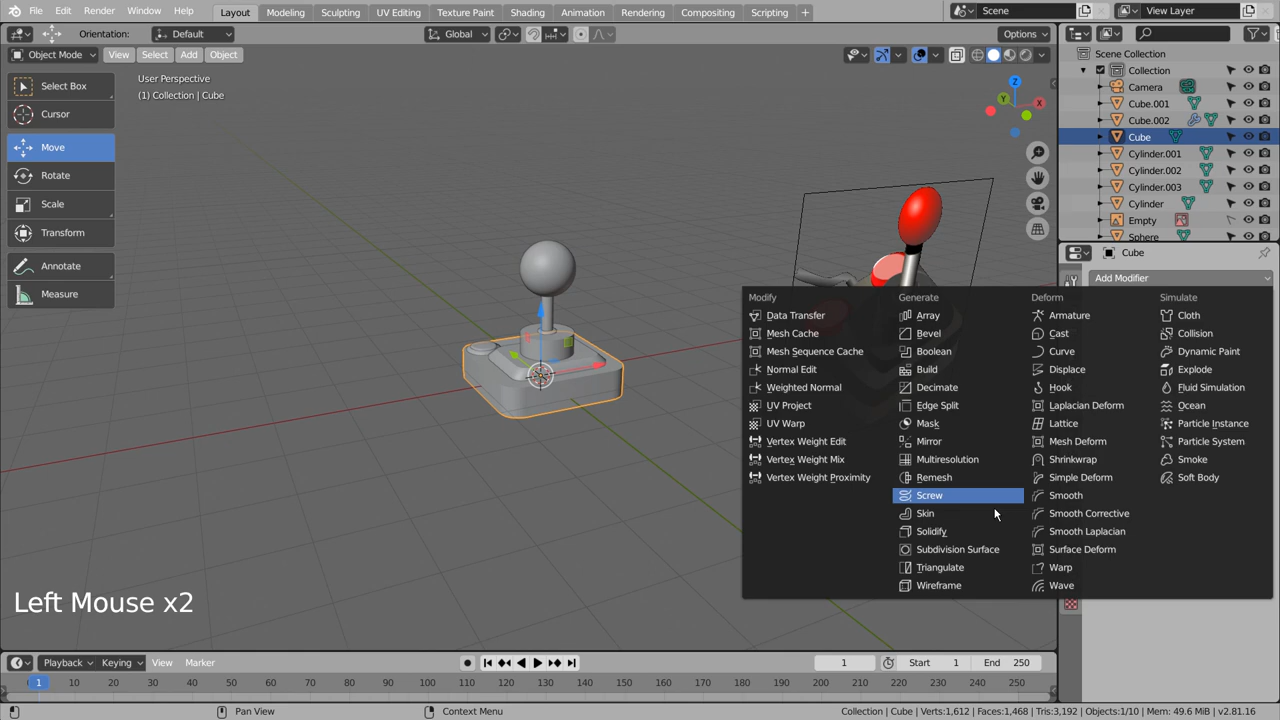 File Edit Render Window Help Layout Modeling Sculpting UV Editing Texture Paint Shading Animation Rendering Compositing Scripting + Scene View Layer
Orientation: Default Global Options
Object Mode View Select Add Object
User Perspective
(1) Collection | Cube
Select Box
Cursor
Move
Rotate
Scale
Transform
Annotate
Measure
Z
Y
X
Scene Collection
Collection
Camera
Cube.001
Cube.002
Cube
Cylinder.001
Cylinder.002
Cylinder.003
Cylinder
Empty
Sphere
Cube
Add Modifier
Modify
Data Transfer
Mesh Cache
Mesh Sequence Cache
Normal Edit
Weighted Normal
UV Project
UV Warp
Vertex Weight Edit
Vertex Weight Mix
Vertex Weight Proximity
Generate
Array
Bevel
Boolean
Build
Decimate
Edge Split
Mask
Mirror
Multiresolution
Remesh
Screw
Skin
Solidify
Subdivision Surface
Triangulate
Wireframe
Deform
Armature
Cast
Curve
Displace
Hook
Laplacian Deform
Lattice
Mesh Deform
Shrinkwrap
Simple Deform
Smooth
Smooth Corrective
Smooth Laplacian
Surface Deform
Warp
Wave
Simulate
Cloth
Collision
Dynamic Paint
Explode
Fluid Simulation
Ocean
Particle Instance
Particle System
Smoke
Soft Body
Left Mouse x2
Playback Keying View Marker 1 Start 1 End 250
1 10 20 30 40 50 60 70 80 90 100 110 120 130 140 150 160 170 180 190 200 210 220 230 240 250
Pan View Context Menu Collection | Cube | Verts:1,612 | Faces:1,468 | Tris:3,192 | Objects:1/10 | Mem: 49.6 MiB | v2.81.16